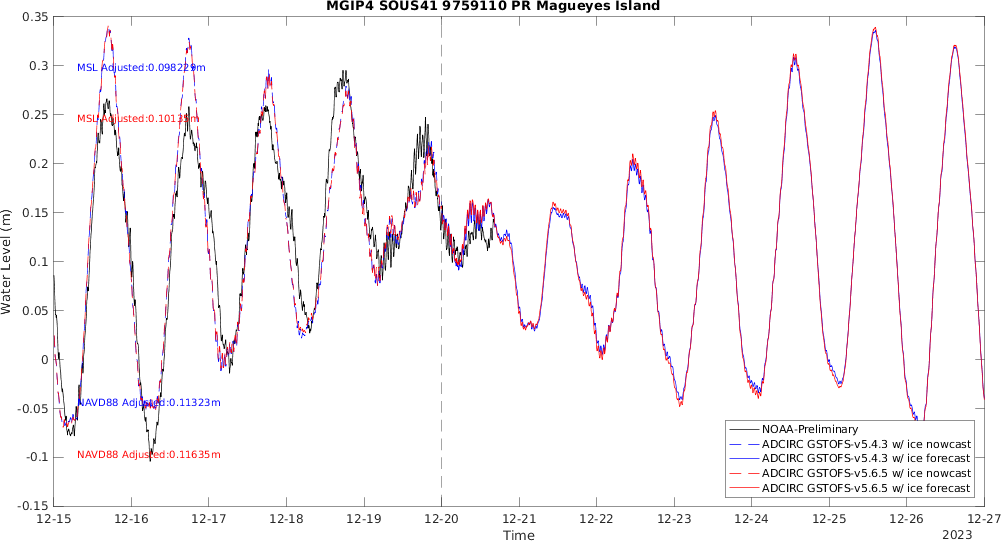 MGIP4 SOUS41 9759110 PR Magueyes Island
0.35
0.3
0.25
0.2
0.15
0.1
0.05
0
-0.05
-0.1
-0.15
Water Level (m)
MSL Adjusted:0.098229m
MSL Adjusted:0.10135m
NAVD88 Adjusted:0.11323m
NAVD88 Adjusted:0.11635m
NOAA-Preliminary
ADCIRC GSTOFS-v5.4.3 w/ ice nowcast
ADCIRC GSTOFS-v5.4.3 w/ ice forecast
ADCIRC GSTOFS-v5.6.5 w/ ice nowcast
ADCIRC GSTOFS-v5.6.5 w/ ice forecast
12-15 12-16 12-17 12-18 12-19 12-20 12-21 12-22 12-23 12-24 12-25 12-26 12-27
Time
2023